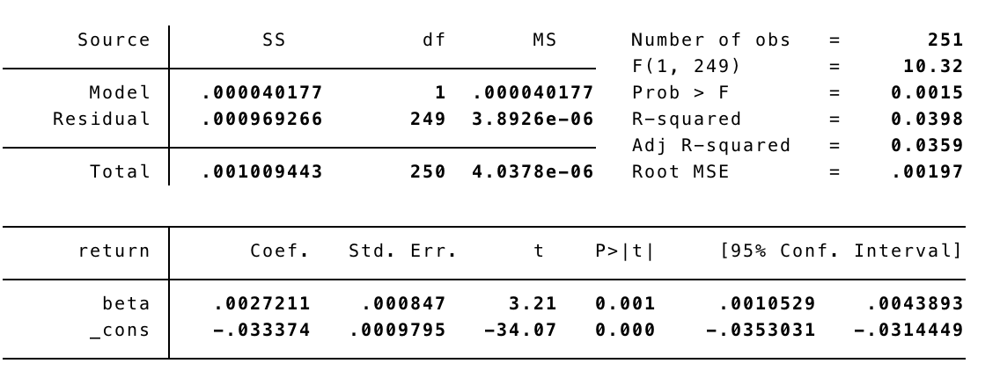 Source SS df MS Number of obs = 251
F(1, 249) = 10.32
Model .000040177 1 .000040177 Prob > F = 0.0015
Residual .000969266 249 3.8926e-06 R-squared = 0.0398
Adj R-squared = 0.0359
Total .001009443 250 4.0378e-06 Root MSE = .00197
return Coef. Std. Err. t P>|t| [95% Conf. Interval]
beta .0027211 .000847 3.21 0.001 .0010529 .0043893
_cons -.033374 .0009795 -34.07 0.000 -.0353031 -.0314449